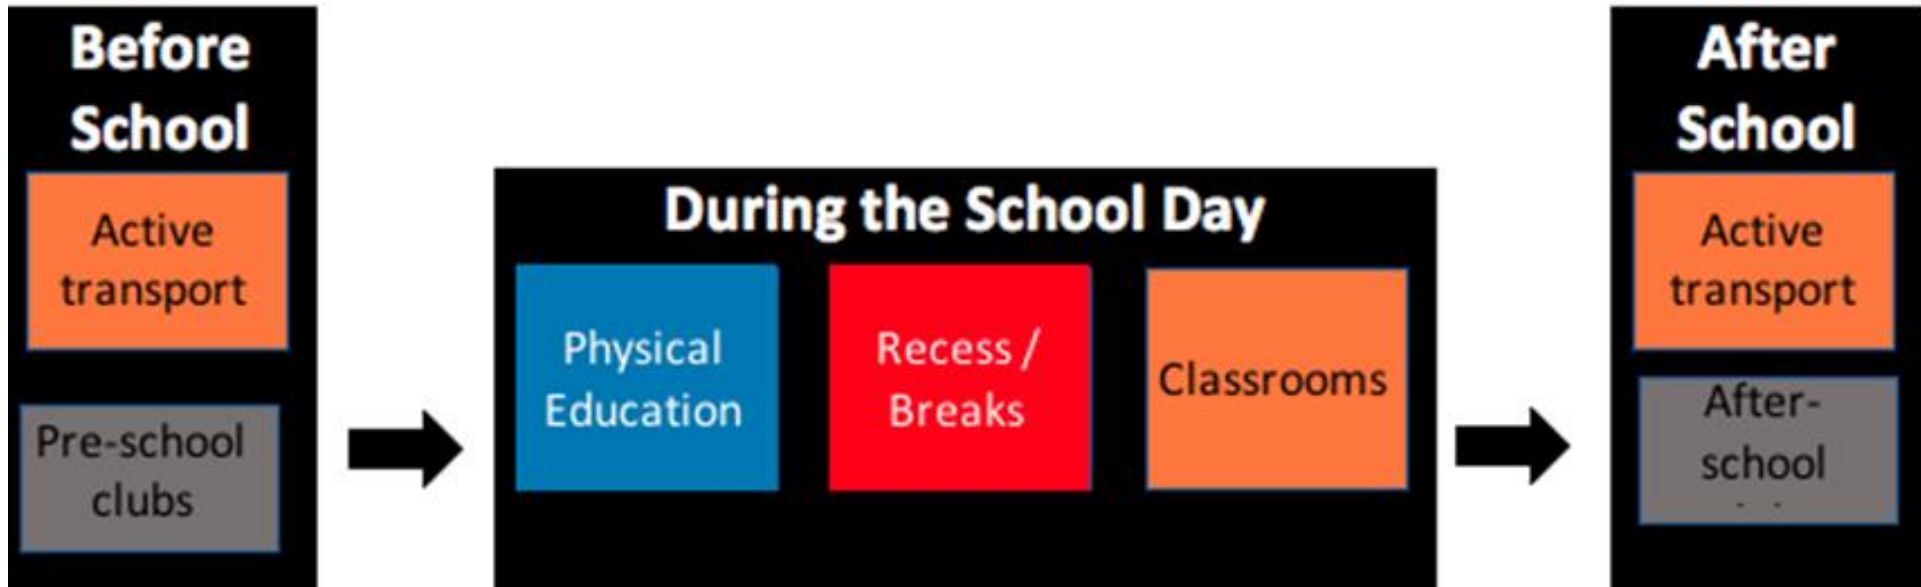 Before
School
Active
transport
Pre-school
clubs
During the School Day
Physical
Education
Recess /
Breaks
Classrooms
After
School
Active
transport
After-
school